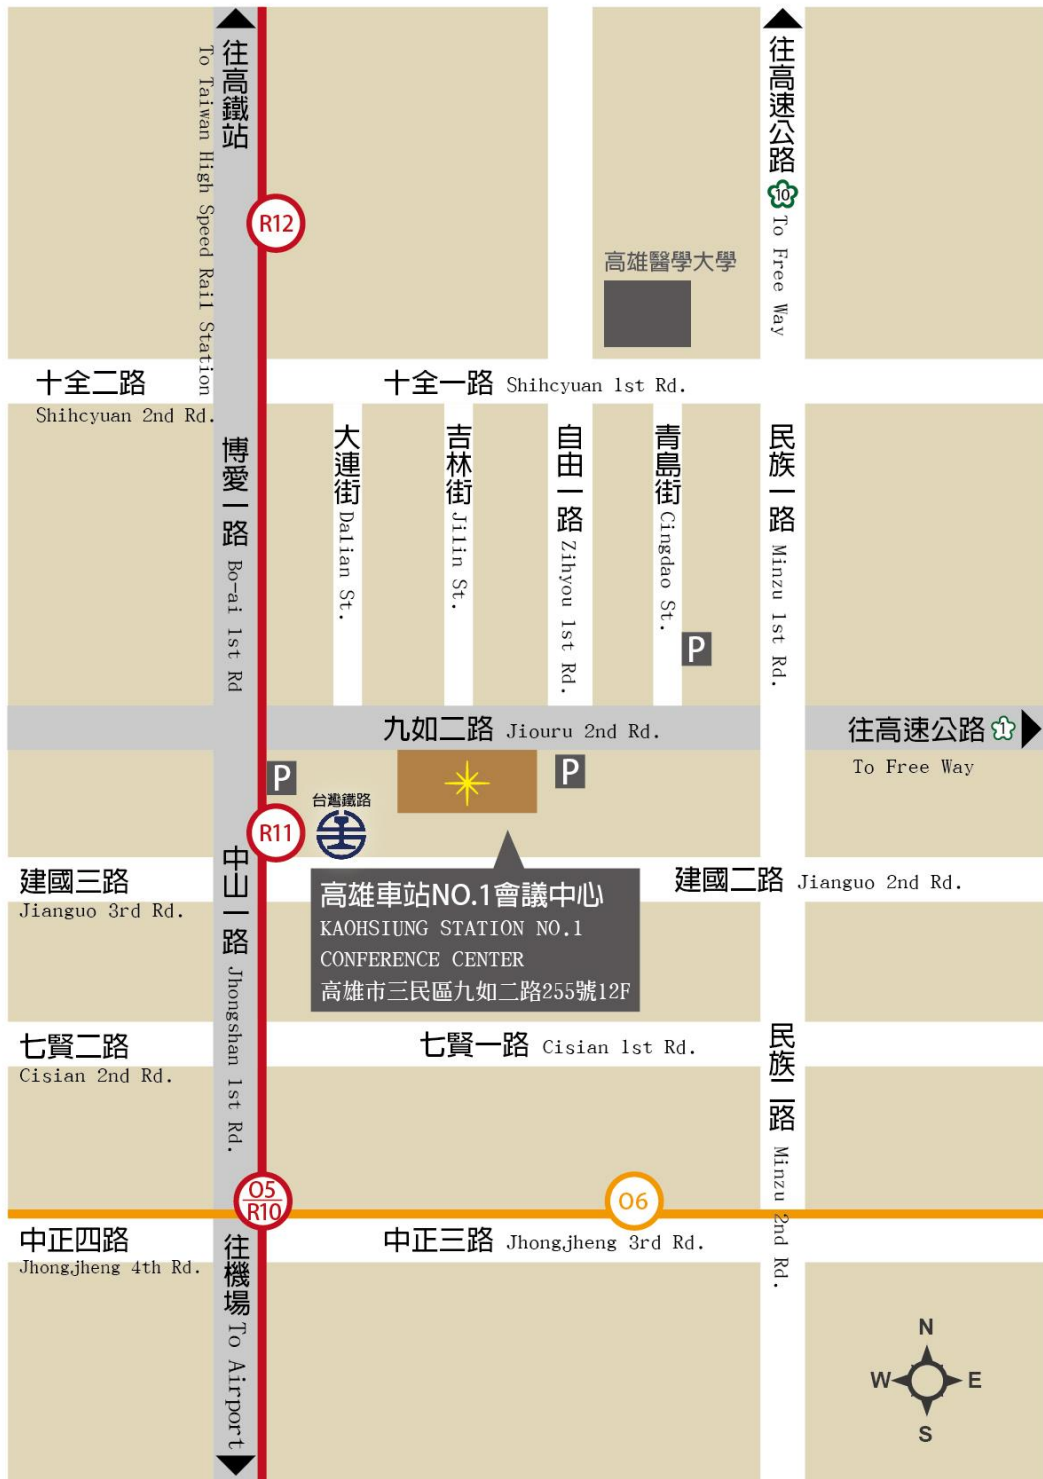 往高鐵站
To Taiwan High Speed Rail Station
往高速公路
10
To Free Way
R12
高雄醫學大學
十全二路
Shihcyuan 2nd Rd.
十全一路 Shihcyuan 1st Rd.
博愛一路 Bo-ai 1st Rd
大連街 Dalian St.
吉林街 Jilin St.
自由一路 Zihyou 1st Rd.
青島街 Cingdao St.
民族一路 Minzu 1st Rd.
P
九如二路 Jiouru 2nd Rd.
往高速公路 1
To Free Way
P
P
台灣鐵路
R11
建國三路
Jianguo 3rd Rd.
中山一路 Jhongshan 1st Rd.
高雄車站NO.1會議中心
KAOHSIUNG STATION NO.1
CONFERENCE CENTER
高雄市三民區九如二路255號12F
建國二路 Jianguo 2nd Rd.
七賢二路
Cisian 2nd Rd.
七賢一路 Cisian 1st Rd.
民族二路 Minzu 2nd Rd.
O5
R10
O6
中正四路
Jhongjheng 4th Rd.
中正三路 Jhongjheng 3rd Rd.
往機場 To Airport
N
W
E
S